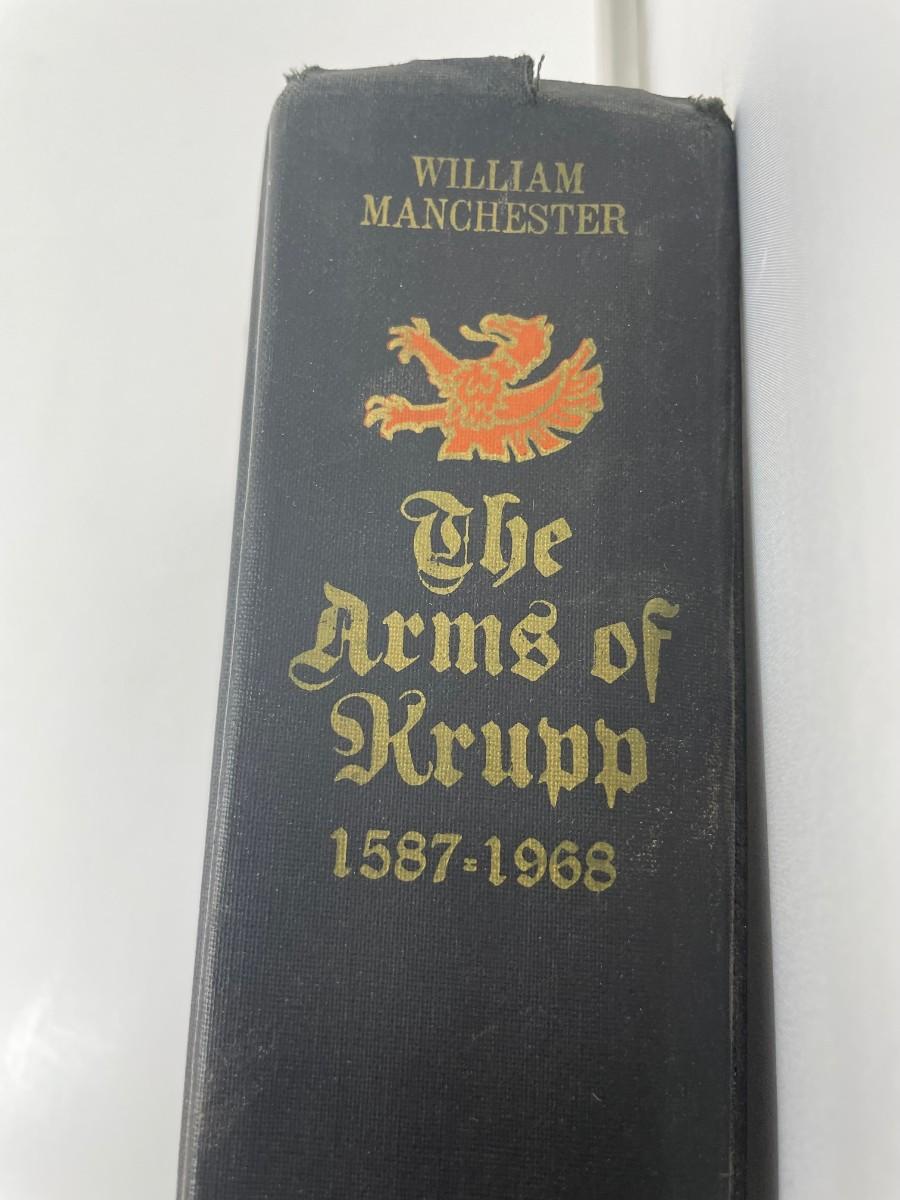 WILLIAM
MANCHESTER
The
Arms of
Krupp
1587=1968